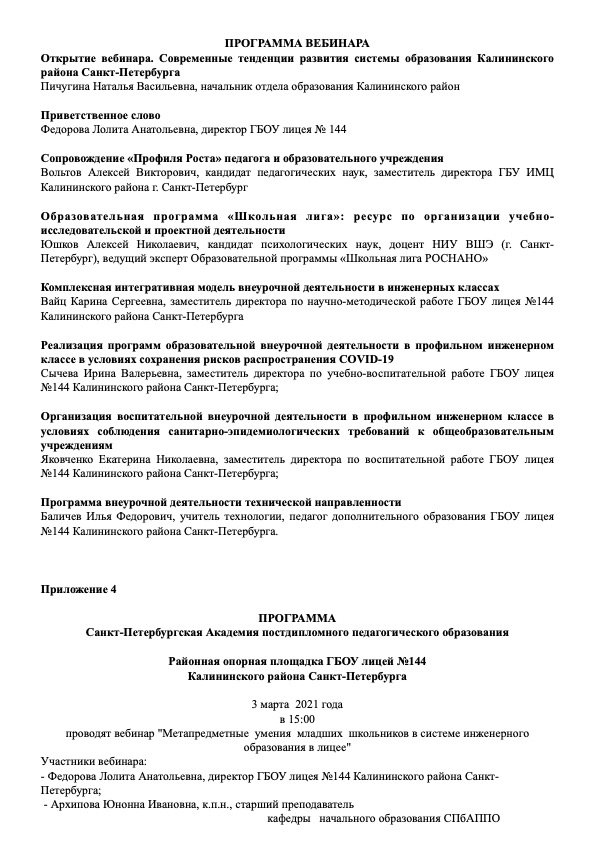 ПРОГРАММА ВЕБИНАРА
Открытие вебинара. Современные тенденции развития системы образования Калининского
района Санкт-Петербурга
Пичугина Наталья Васильевна, начальник отдела образования Калининского район
Приветственное слово
Федорова Лолита Анатольевна, директор ГБОУ лицея № 144
Сопровождение «Профиля Роста» педагога и образовательного учреждения
Вольтов Алексей Викторович, кандидат педагогических наук, заместитель директора ГБУ ИМЦ
Калининского района г. Санкт-Петербург
Образовательная программа «Школьная лига»: ресурс по организации учебно-
исследовательской и проектной деятельности
Юшков Алексей Николаевич, кандидат психологических наук, доцент НИУ ВШЭ (г. Санкт-
Петербург), ведущий эксперт Образовательной программы «Школьная лига РОСНАНО»
Комплексная интегративная модель внеурочной деятельности в инженерных классах
Вайц Карина Сергеевна, заместитель директора по научно-методической работе ГБОУ лицея №144
Калининского района Санкт-Петербурга
Реализация программ образовательной внеурочной деятельности в профильном инженерном
классе в условиях сохранения рисков распространения COVID-19
Сычева Ирина Валерьевна, заместитель директора по учебно-воспитательной работе ГБОУ лицея
№144 Калининского района Санкт-Петербурга;
Организация воспитательной внеурочной деятельности в профильном инженерном классе в
условиях соблюдения санитарно-эпидемиологических требований к общеобразовательным
учреждениям
Яковченко Екатерина Николаевна, заместитель директора по воспитательной работе ГБОУ лицея
№144 Калининского района Санкт-Петербурга;
Программа внеурочной деятельности технической направленности
Баличев Илья Федорович, учитель технологии, педагог дополнительного образования ГБОУ лицея
№144 Калининского района Санкт-Петербурга.
Приложение 4
ПРОГРАММА
Санкт-Петербургская Академия постдипломного педагогического образования
Районная опорная площадка ГБОУ лицей №144
Калининского района Санкт-Петербурга
3 марта 2021 года
в 15:00
проводят вебинар "Метапредметные умения младших школьников в системе инженерного
образования в лицее"
Участники вебинара:
- Федорова Лолита Анатольевна, директор ГБОУ лицея №144 Калининского района Санкт-
Петербурга;
- Архипова Юнонна Ивановна, к.п.н., старший преподаватель
кафедры начального образования СПбАППО